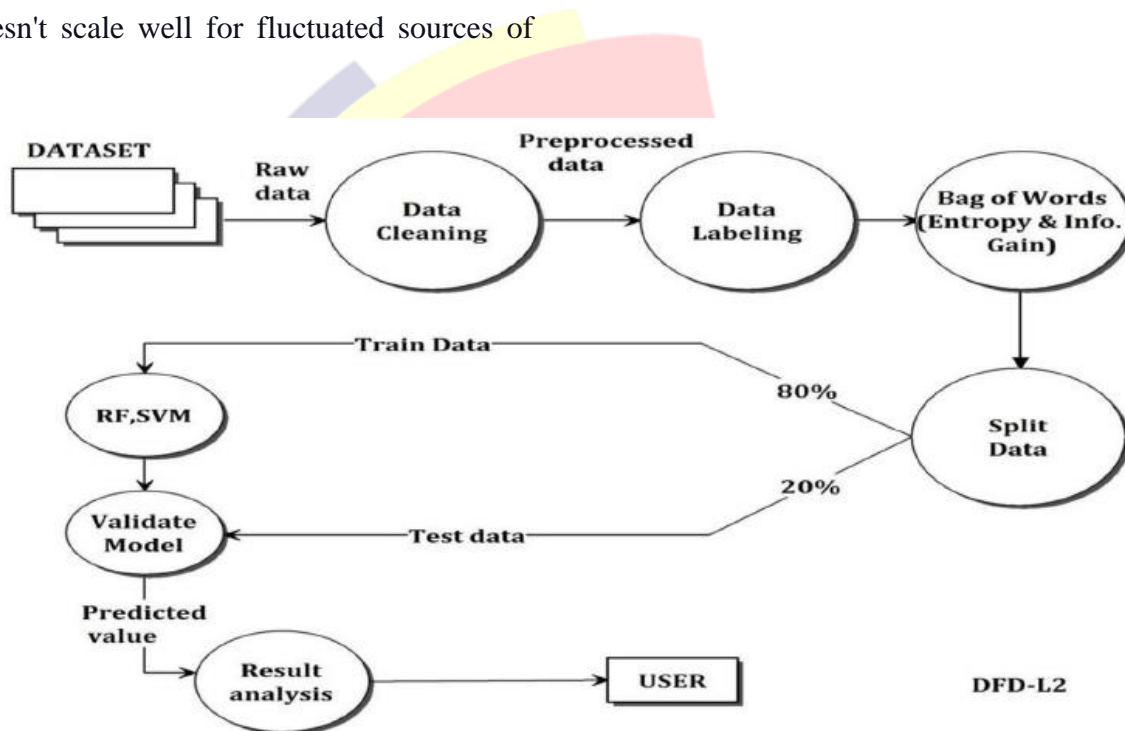 esn't scale well for fluctuated sources of
DATASET
Raw
data
Data
Cleaning
Preprocessed
data
Data
Labeling
Bag of Words
(Entropy & Info.
Gain)
Split
Data
80%
Train Data
RF,SVM
20%
Test data
Validate
Model
Predicted
value
Result
analysis
USER
DFD-L2